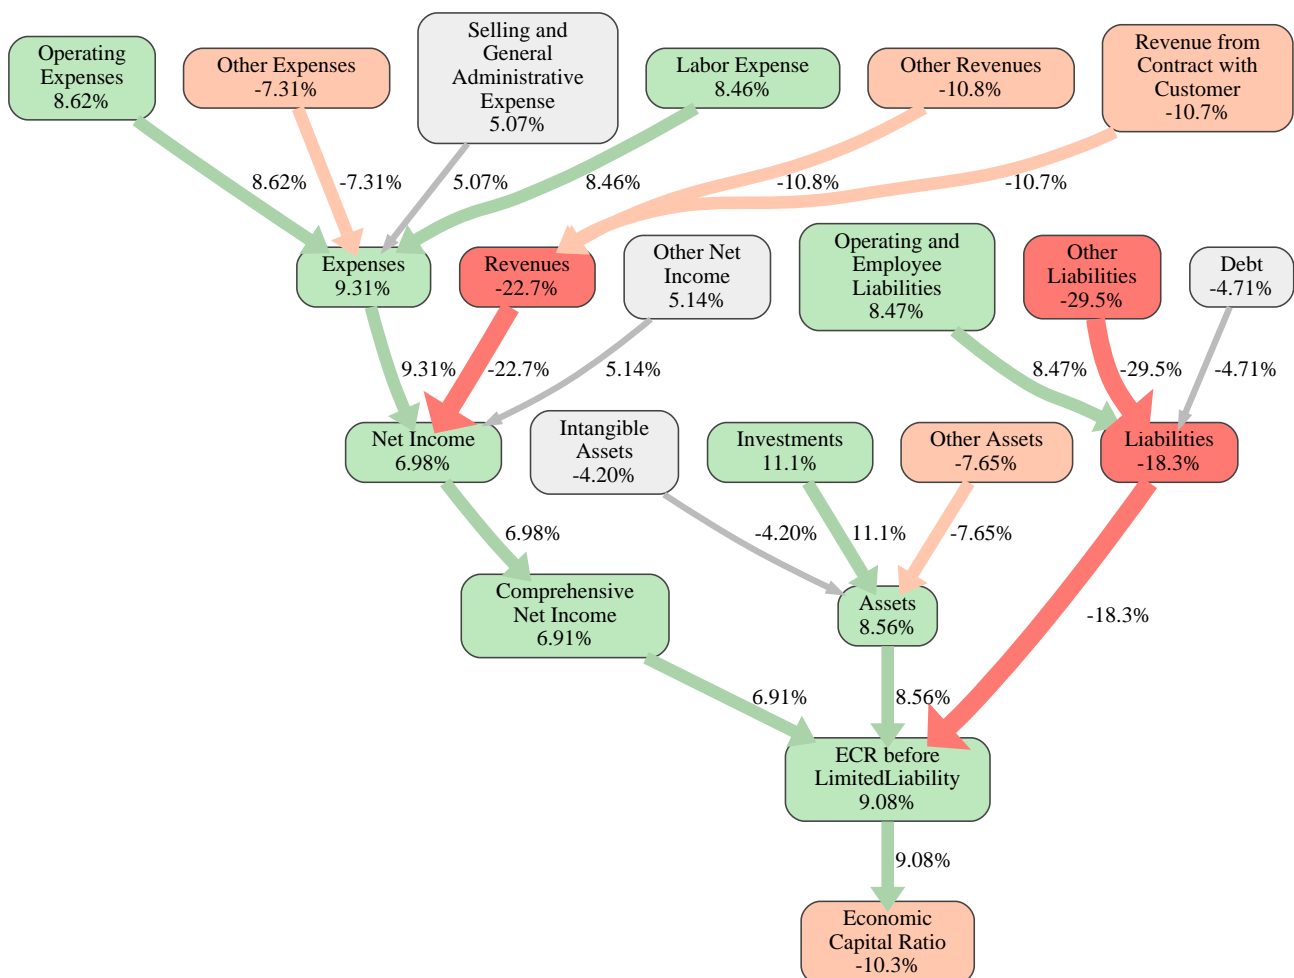 Operating
Expenses
8.62%
Other Expenses
-7.31%
Selling and
General
Administrative
Expense
5.07%
Labor Expense
8.46%
Other Revenues
-10.8%
Revenue from
Contract with
Customer
-10.7%
8.62%
-7.31%
5.07%
8.46%
-10.8%
-10.7%
Expenses
9.31%
Revenues
-22.7%
Other Net
Income
5.14%
Operating and
Employee
Liabilities
8.47%
Other
Liabilities
-29.5%
Debt
-4.71%
9.31%
-22.7%
5.14%
8.47%
-29.5%
-4.71%
Net Income
6.98%
Intangible
Assets
-4.20%
Investments
11.1%
Other Assets
-7.65%
Liabilities
-18.3%
6.98%
-4.20%
11.1%
-7.65%
-18.3%
Comprehensive
Net Income
6.91%
Assets
8.56%
6.91%
8.56%
ECR before
LimitedLiability
9.08%
9.08%
Economic
Capital Ratio
-10.3%